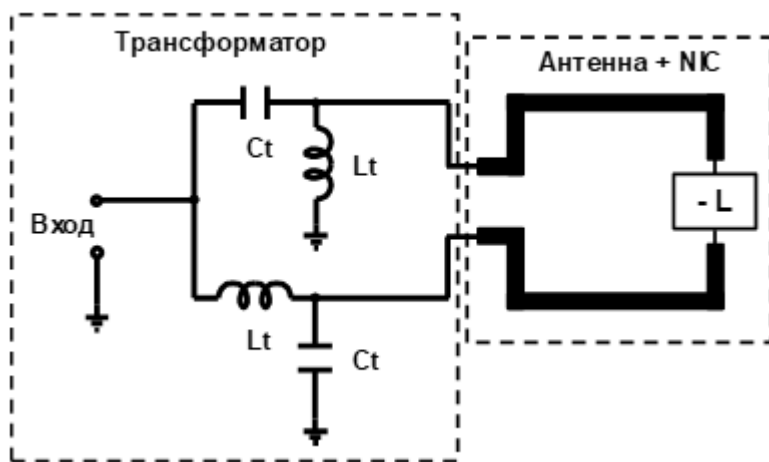 Трансформатор
Антенна + NIC
Ct
Lt
- L
Вход
Lt
Ct